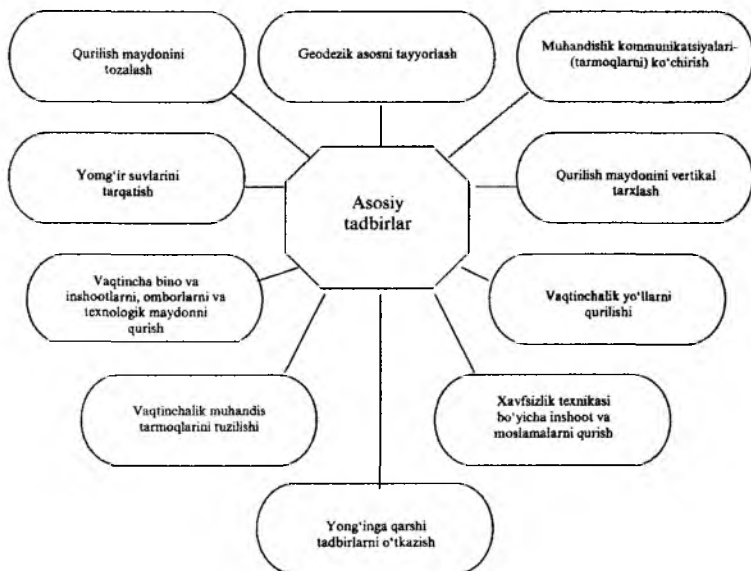 Qurilish maydonini
tozalash
Geodezik asosni tayyorlash
Muhandislik kommunikatsiyalari-
(tarmoqlarni) ko‘chirish
Yomg‘ir suvlarini
tarqatish
Asosiy
tadbirlar
Qurilish maydonini vertikal
tarxlash
Vaqtincha bino va
inshootlarni, omborlarni va
texnologik maydonni
qurish
Vaqtinchalik yo‘llarni
qurilishi
Vaqtinchalik muhandis
tarmoqlarini tuzilishi
Xavfsizlik texnikasi
bo‘yicha inshoot va
moslamalarni qurish
Yong‘inga qarshi
tadbirlarni o‘tkazish